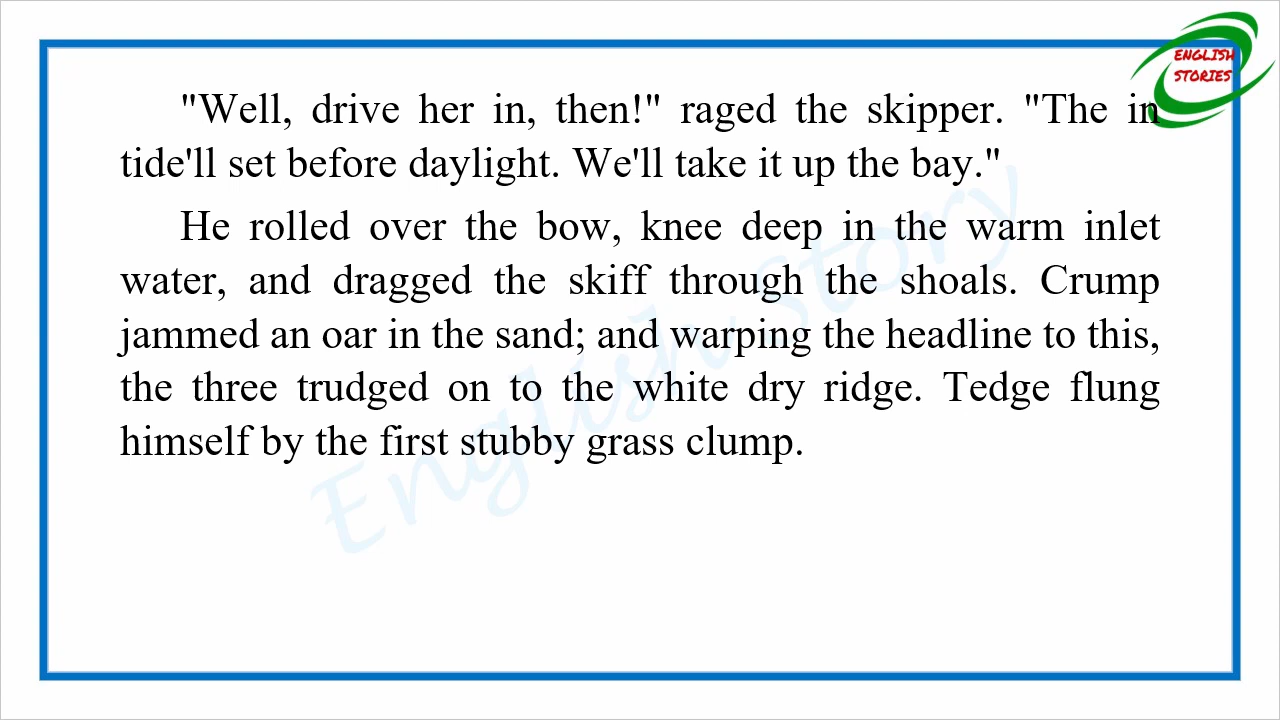 ENGLISH
STORIES
"Well, drive her in, then!" raged the skipper. "The in
tide'll set before daylight. We'll take it up the bay."
He rolled over the bow, knee deep in the warm inlet
water, and dragged the skiff through the shoals. Crump
jammed an oar in the sand; and warping the headline to this,
the three trudged on to the white dry ridge. Tedge flung
himself by the first stubby grass clump.
English Story